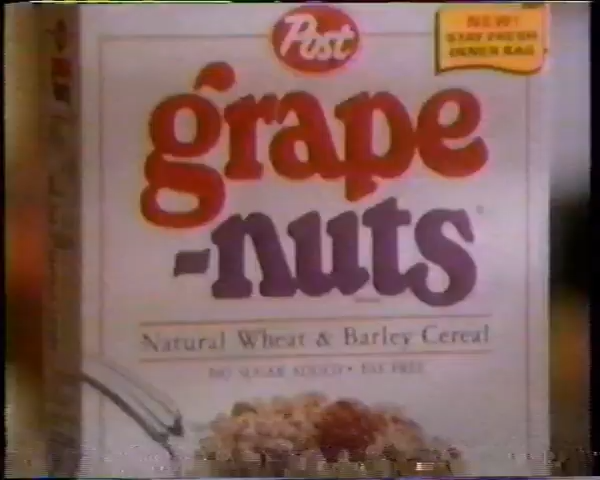 Post
NEW!
STAY FRESH
INNER BAG
grape
-nuts
Natural Wheat & Barley Cereal
NO SUGAR ADDED • FAT FREE